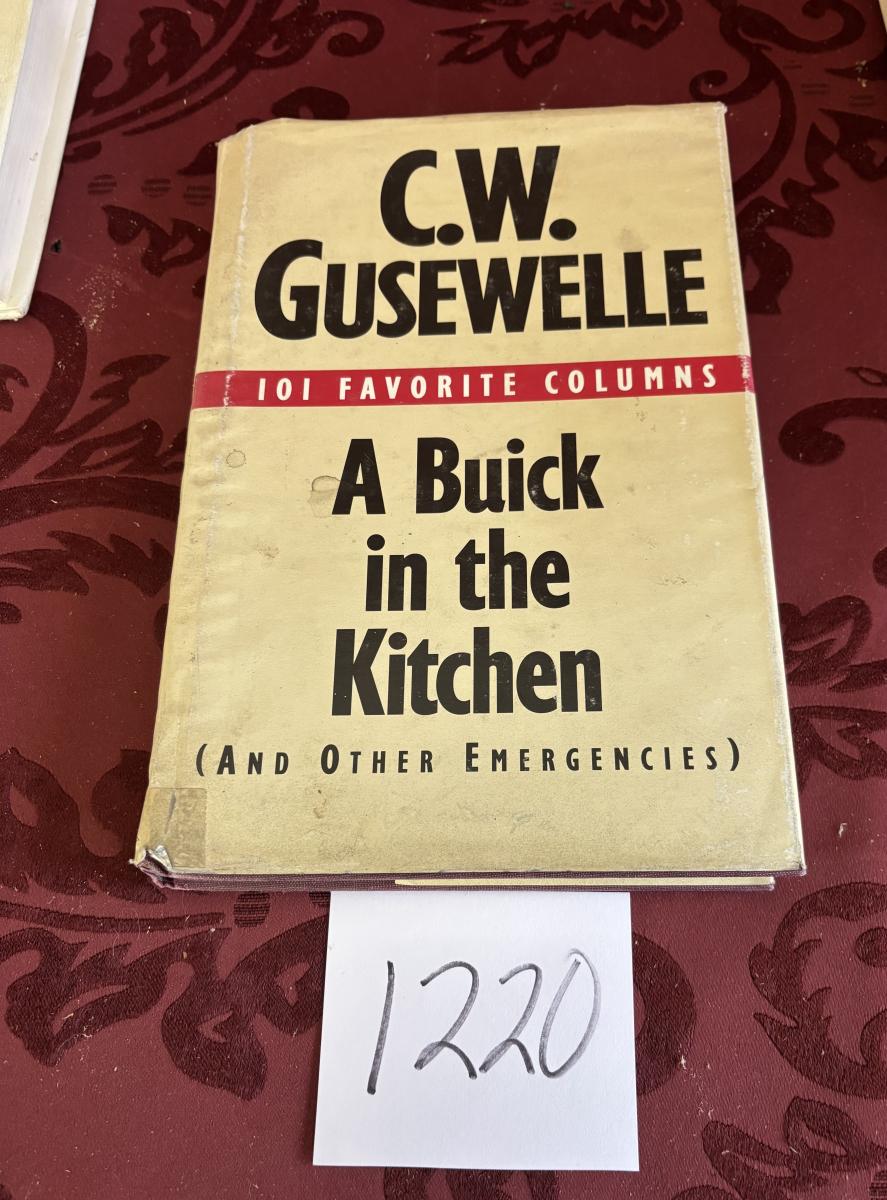 C.W.
GUSEWELLE
101 FAVORITE COLUMNS
A Buick
in the
Kitchen
(AND OTHER EMERGENCIES)
1220